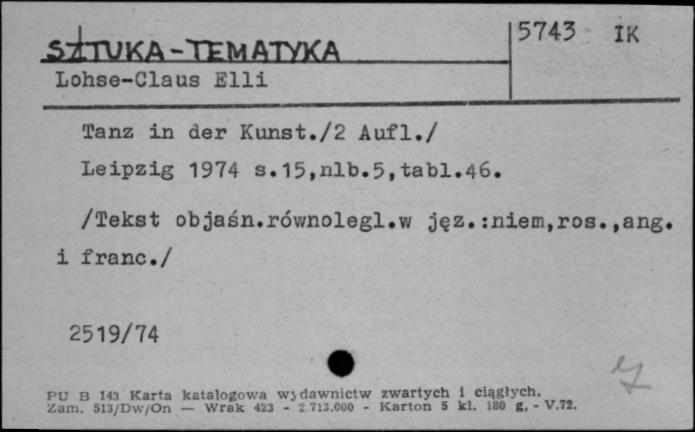 5743 IK
SZTUKA-TEMATYKA
Lohse-Claus Elli
Tanz in der Kunst./2 Aufl./
Leipzig 1974 s.15,nlb.5,tabl.46.
/Tekst objaśn.równolegl.w jęz.:niem,ros.,ang.
i franc./
2519/74
PU B 143 Karta katalogowa wydawnictw zwartych i ciągłych.
Zam. 513/Dw/On — Wrak 423 - 2.713.000 - Karton 5 kl. 180 g. - V.72.